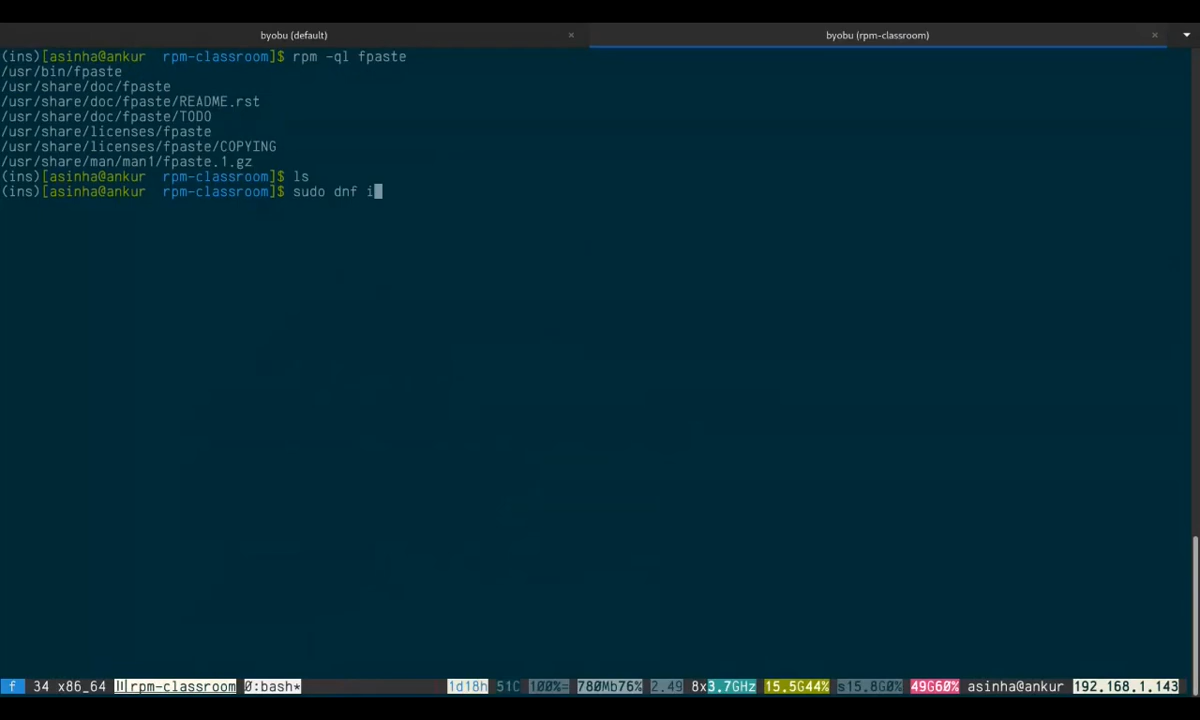 byobu (default) × byobu (rpm-classroom) ×
(ins)[asinha@ankur rpm-classroom]$ rpm -ql fpaste
/usr/bin/fpaste
/usr/share/doc/fpaste
/usr/share/doc/fpaste/README.rst
/usr/share/doc/fpaste/TODO
/usr/share/licenses/fpaste
/usr/share/licenses/fpaste/COPYING
/usr/share/man/man1/fpaste.1.gz
(ins)[asinha@ankur rpm-classroom]$ ls
(ins)[asinha@ankur rpm-classroom]$ sudo dnf i
f 34 x86_64 rpm-classroom 0:bash* 1d18h 51C 100%= 780Mb76% 2.49 8x3.7GHz 15.5G44% s15.8G0% 49G60% asinha@ankur 192.168.1.143